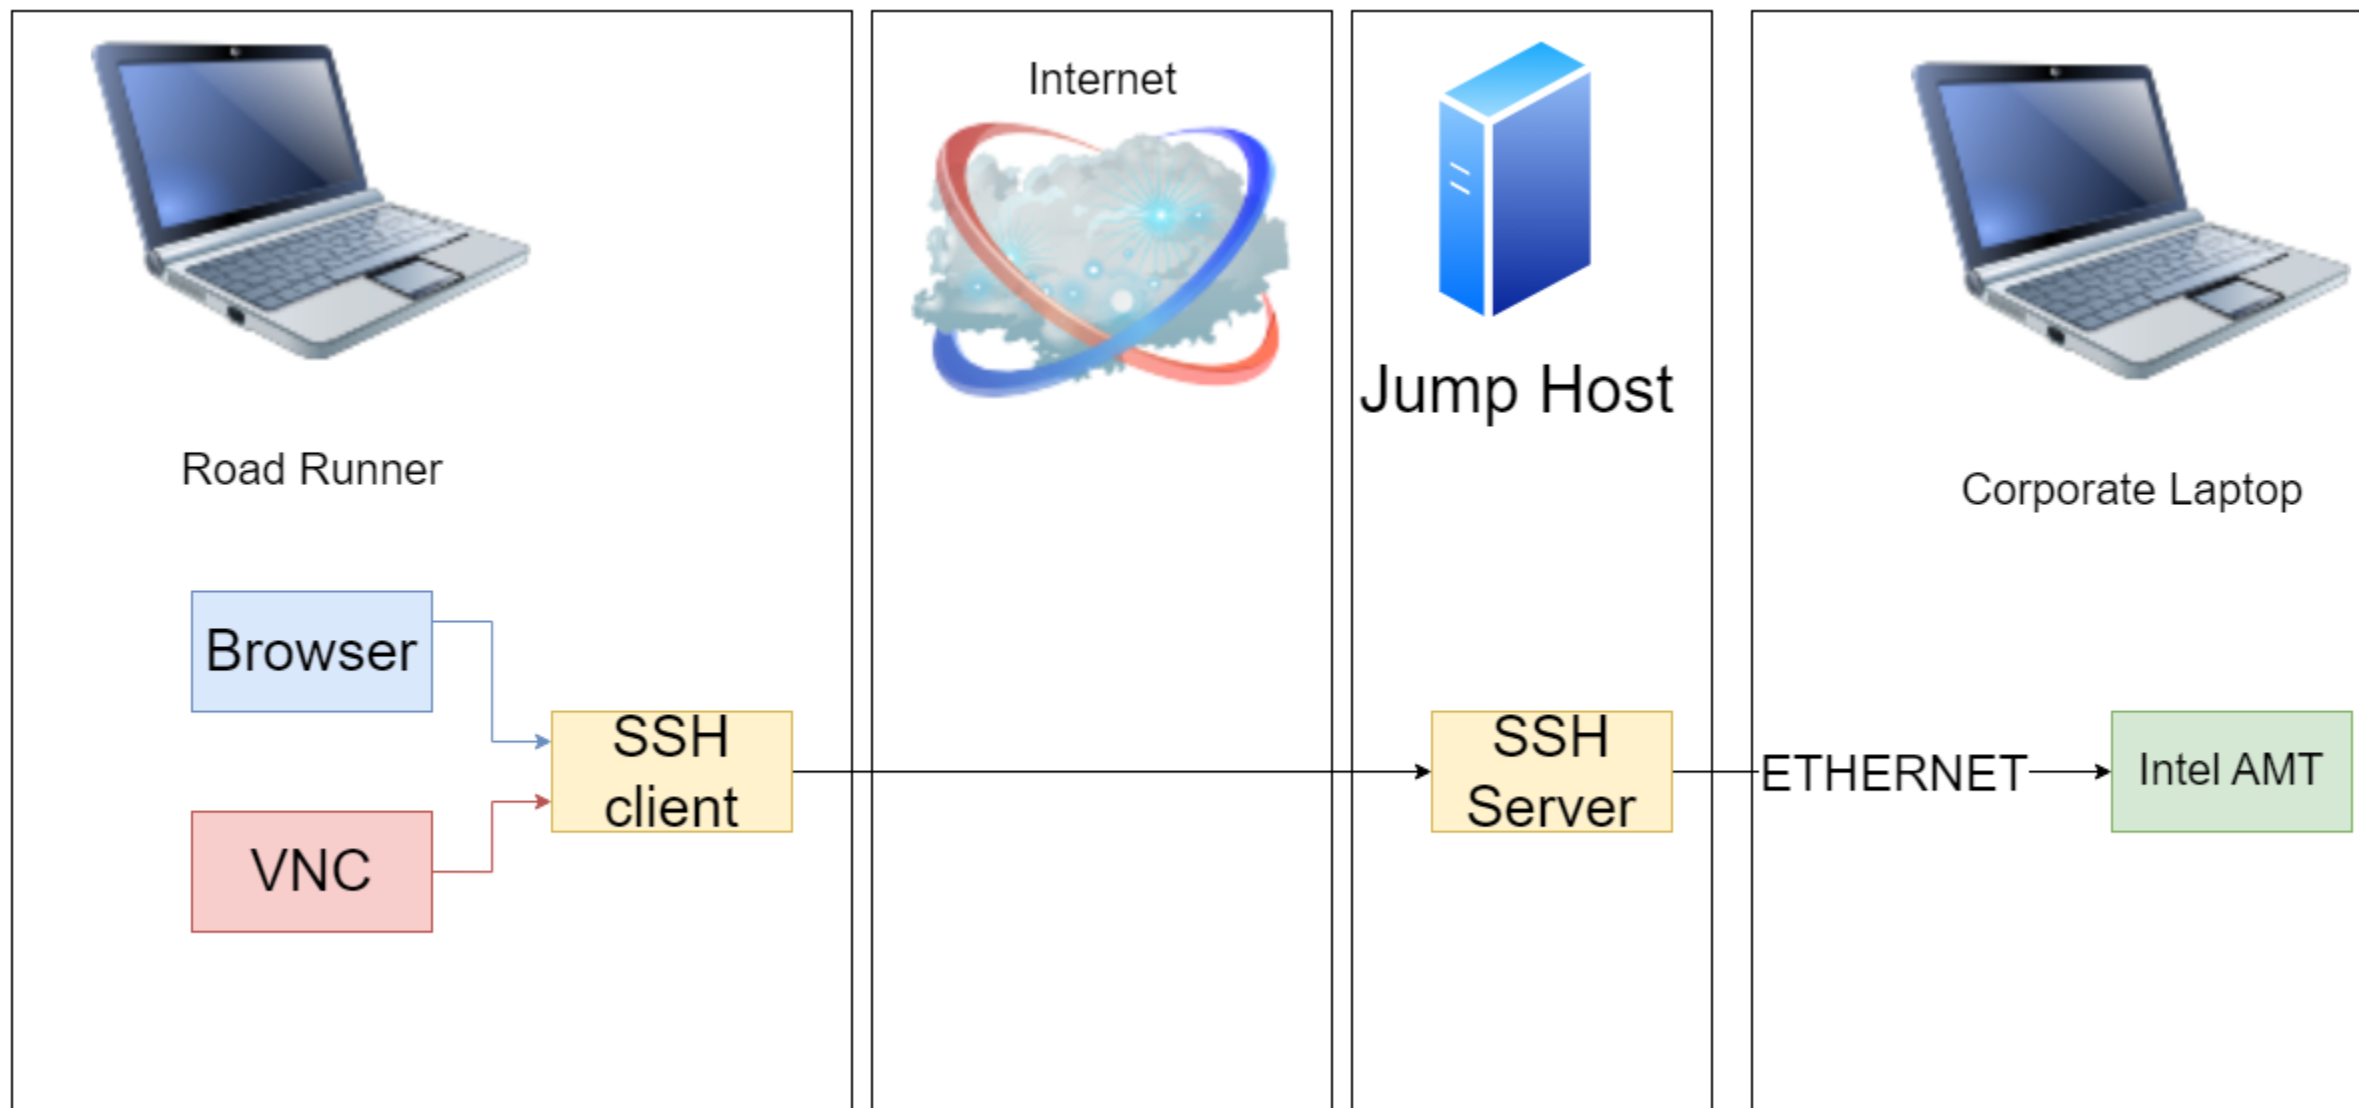 Internet
Jump Host
Road Runner
Corporate Laptop
Browser
SSH
client
VNC
SSH
Server
ETHERNET
Intel AMT